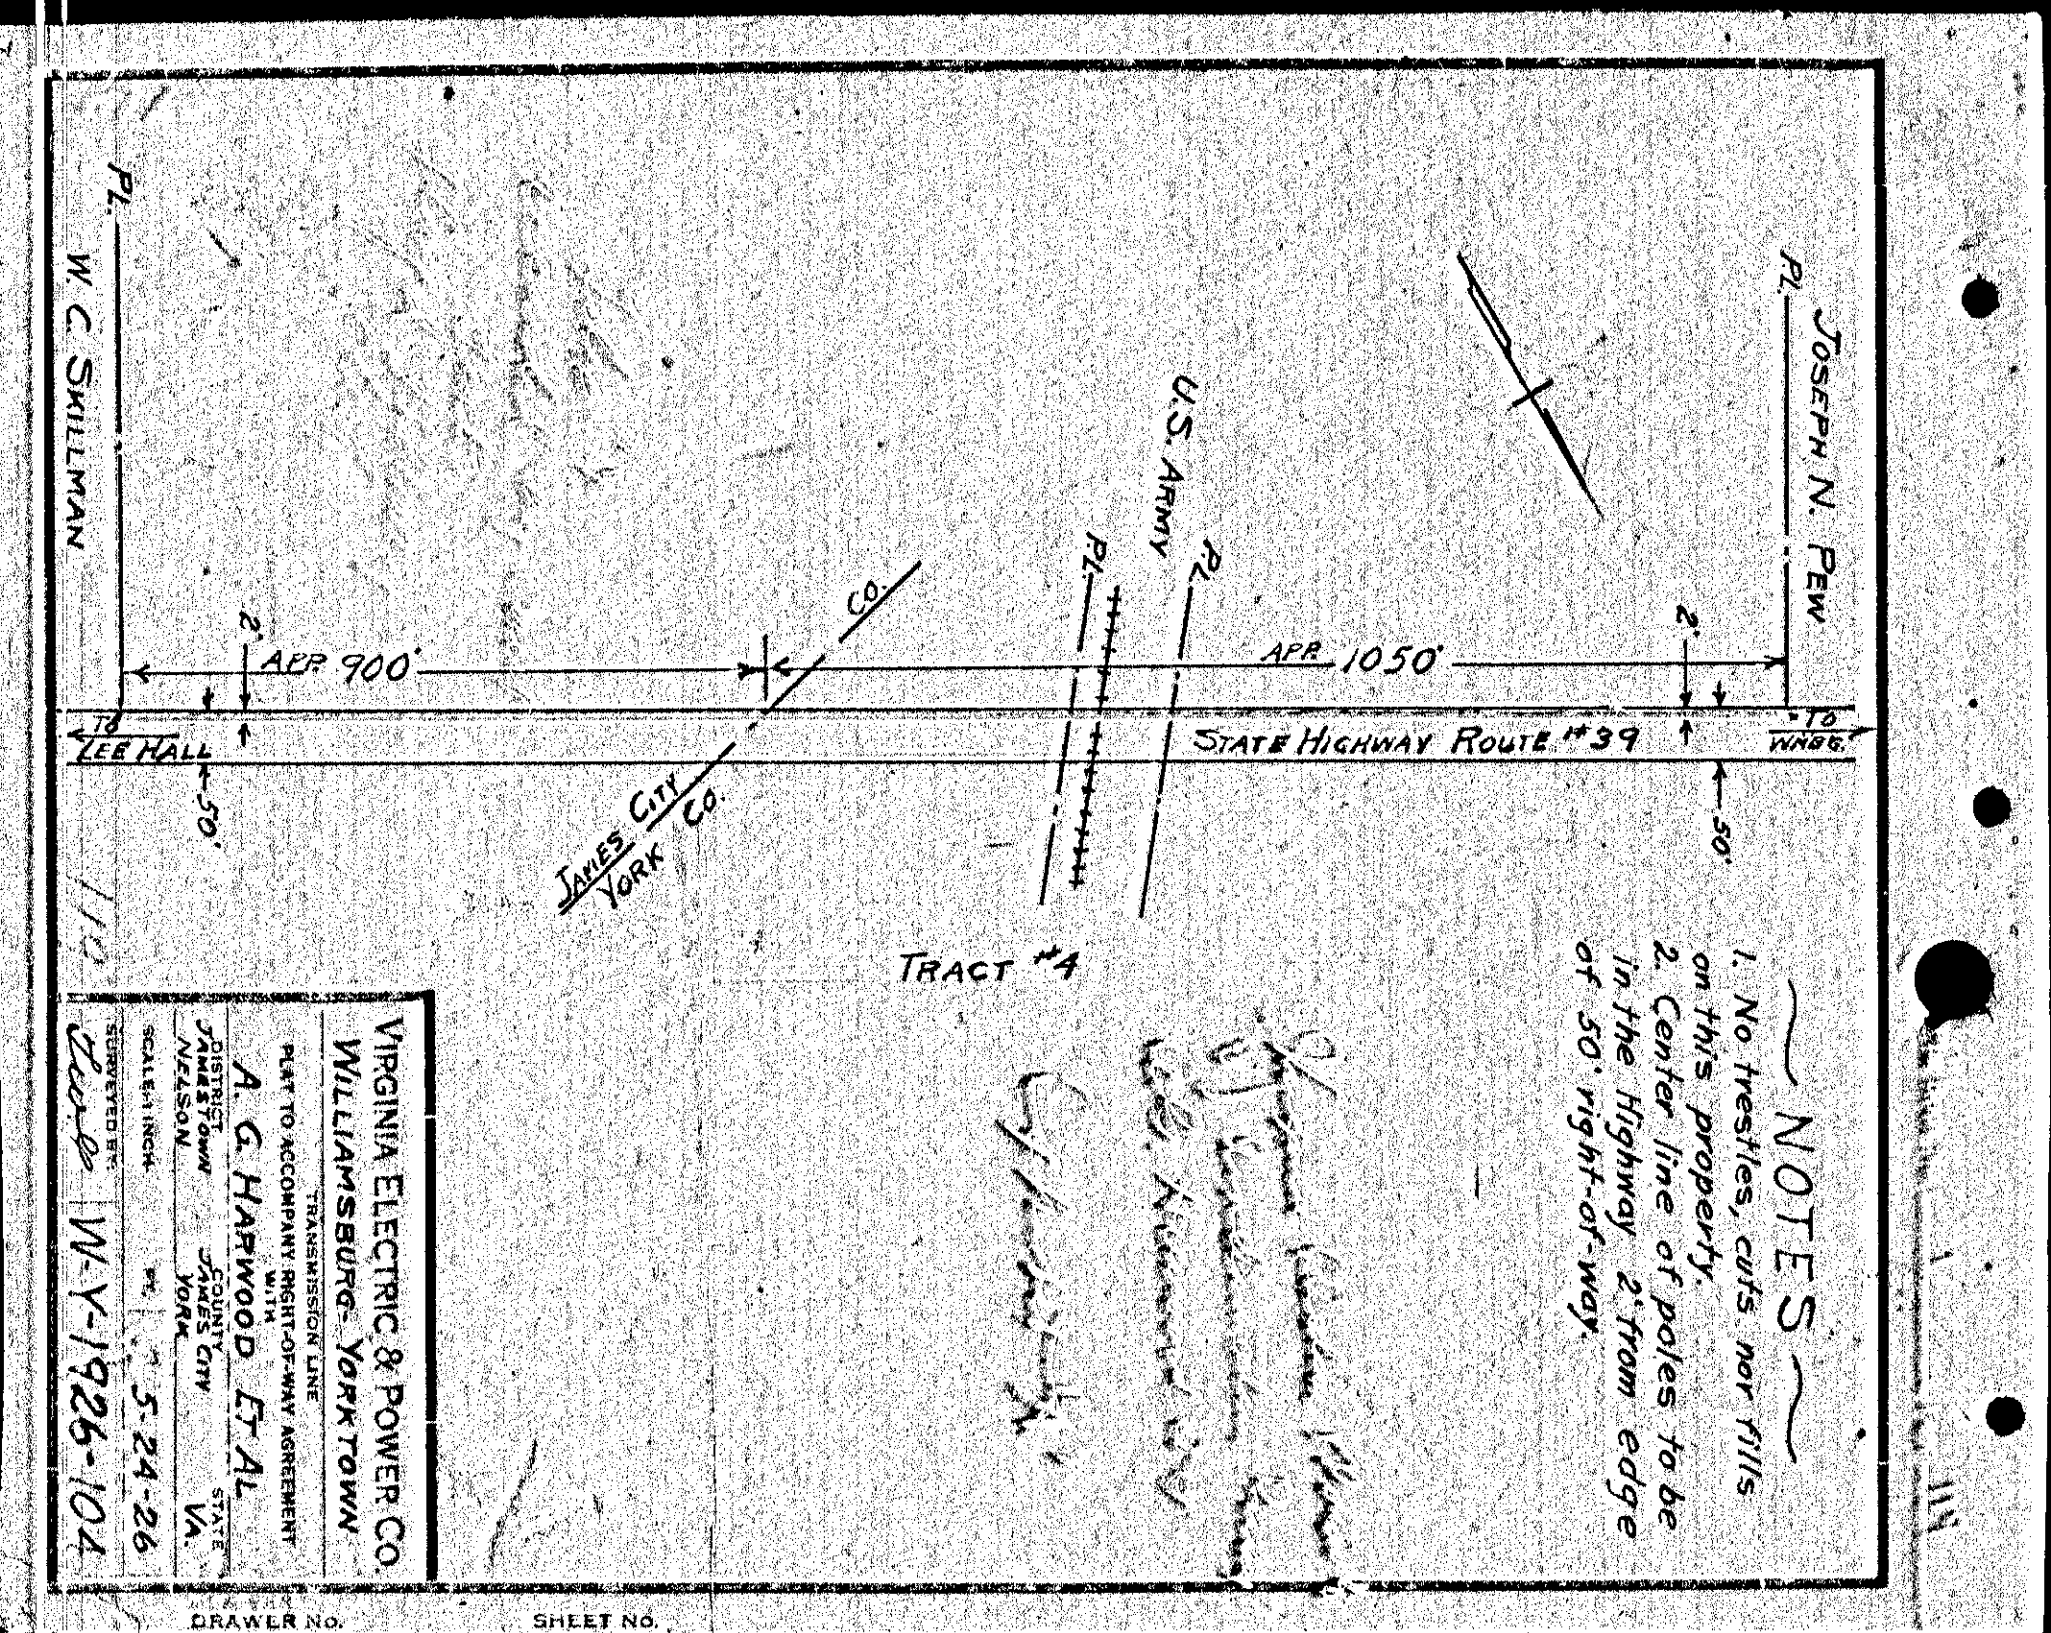 P.L.
JOSEPH N. PEW
P.L.
W. C. SKILLMAN
U.S. ARMY
P.L.
P.L.
CO.
2'
APP. 900'
APP. 1050'
2'
TO
LEE HALL
STATE HIGHWAY ROUTE #39
TO
WMBG.
50'
50'
JAMES CITY
YORK CO.
TRACT #4
110
NOTES
1. No trestles, cuts nor fills
on this property.
2. Center line of poles to be
in the Highway 2' from edge
of 50' right-of-way.
VIRGINIA ELECTRIC & POWER CO.
WILLIAMSBURG - YORKTOWN
TRANSMISSION LINE
PLAT TO ACCOMPANY RIGHT-OF-WAY AGREEMENT
WITH
A. G. HARWOOD ET AL
DISTRICT COUNTY STATE
JAMESTOWN JAMES CITY VA.
NELSON YORK
SCALE-1 INCH FT. 5-24-26
SURVEYED BY:
W-Y-1926-104
DRAWER NO. SHEET NO.